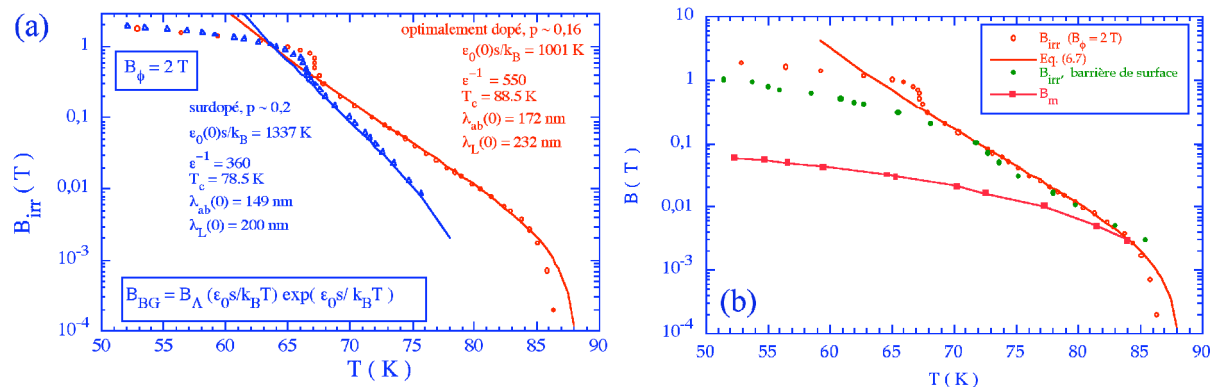 (a)
B_irr ( T )
1
0,1
0,01
10^-3
10^-4
B_ϕ = 2 T
surdopé, p ~ 0,2
ε_0(0)s/k_B = 1337 K
ε^-1 = 360
T_c = 78.5 K
λ_ab(0) = 149 nm
λ_L(0) = 200 nm
optimalement dopé, p ~ 0,16
ε_0(0)s/k_B = 1001 K
ε^-1 = 550
T_c = 88.5 K
λ_ab(0) = 172 nm
λ_L(0) = 232 nm
B_BG = B_Λ (ε_0s/k_BT) exp( ε_0s/ k_BT )
50 55 60 65 70 75 80 85 90
T ( K )
B ( T )
10
1
0,1
0,01
10^-3
10^-4
B_irr (B_ϕ = 2 T)
Eq. (6.7)
B_irr, barrière de surface
B_m
(b)
50 55 60 65 70 75 80 85 90
T ( K )